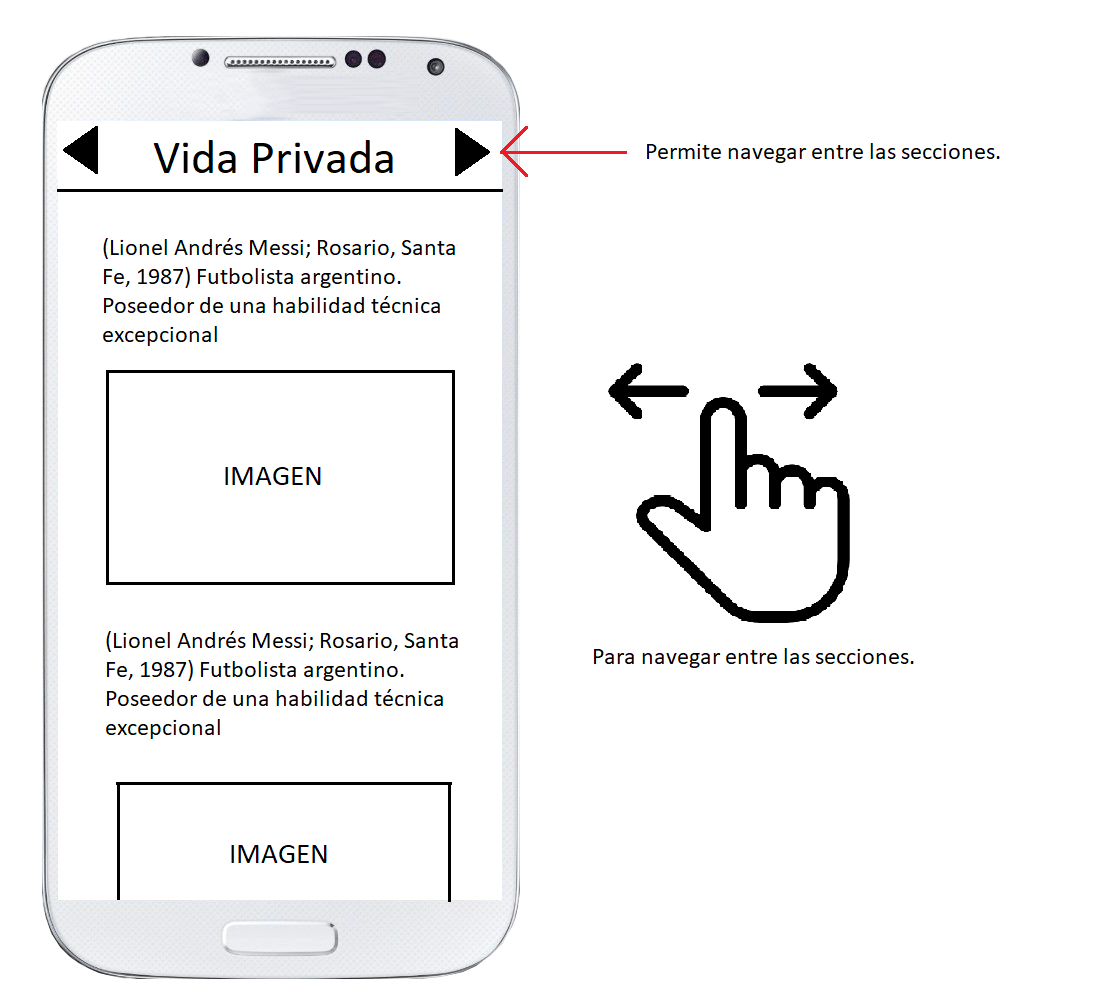 Vida Privada
Permite navegar entre las secciones.
(Lionel Andrés Messi; Rosario, Santa
Fe, 1987) Futbolista argentino.
Poseedor de una habilidad técnica
excepcional
IMAGEN
(Lionel Andrés Messi; Rosario, Santa
Fe, 1987) Futbolista argentino.
Poseedor de una habilidad técnica
excepcional
Para navegar entre las secciones.
IMAGEN